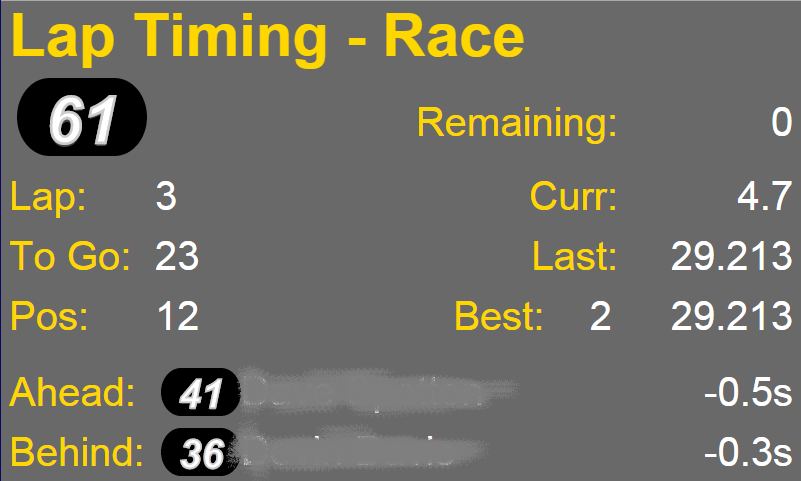 Lap Timing - Race
61 Remaining: 0
Lap: 3 Curr: 4.7
To Go: 23 Last: 29.213
Pos: 12 Best: 2 29.213
Ahead: 41 -0.5s
Behind: 36 -0.3s